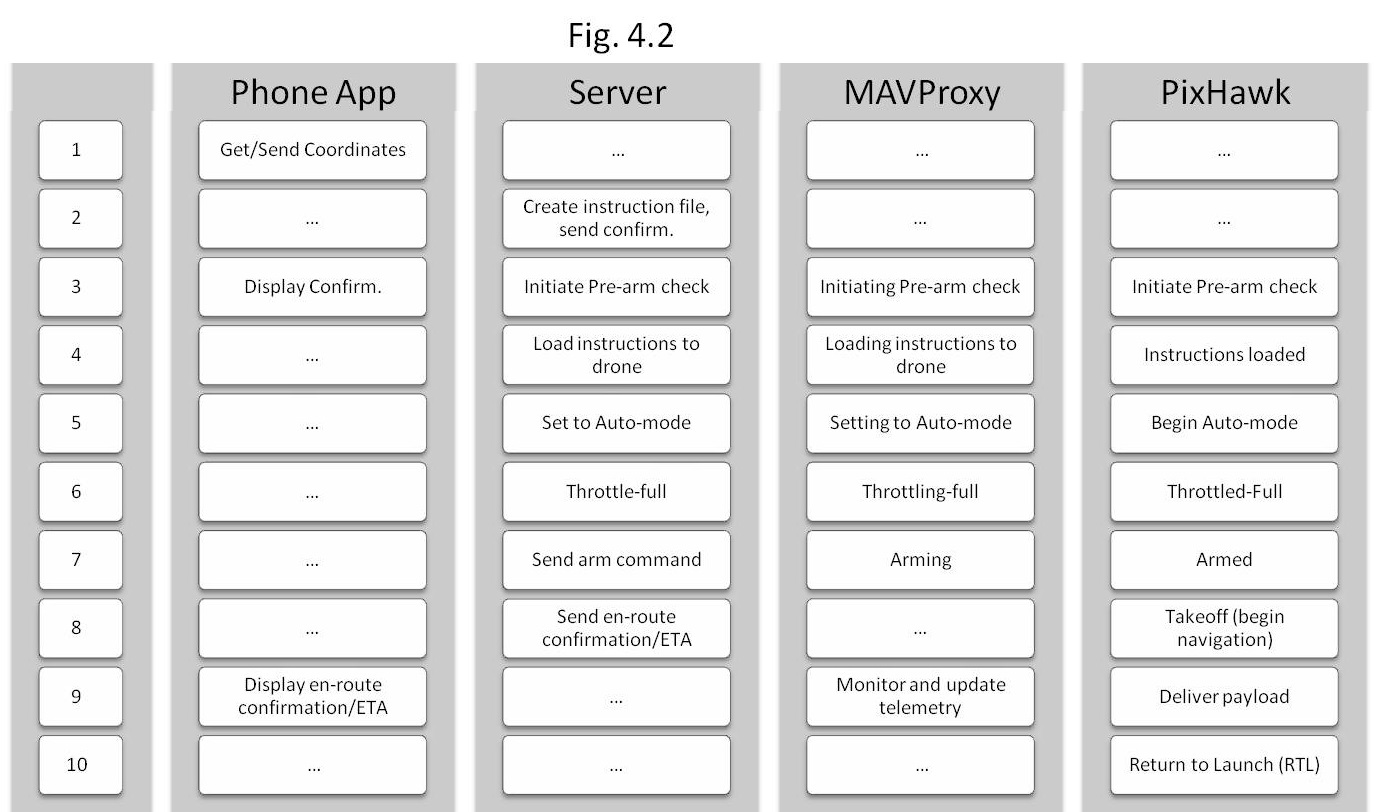 Fig. 4.2
Phone App Server MAVProxy PixHawk
1 Get/Send Coordinates ... ... ...
2 ... Create instruction file,
send confirm. ... ...
3 Display Confirm. Initiate Pre-arm check Initiating Pre-arm check Initiate Pre-arm check
4 ... Load instructions to
drone Loading instructions to
drone Instructions loaded
5 ... Set to Auto-mode Setting to Auto-mode Begin Auto-mode
6 ... Throttle-full Throttling-full Throttled-Full
7 ... Send arm command Arming Armed
8 ... Send en-route
confirmation/ETA ... Takeoff (begin
navigation)
9 Display en-route
confirmation/ETA ... Monitor and update
telemetry Deliver payload
10 ... ... ... Return to Launch (RTL)